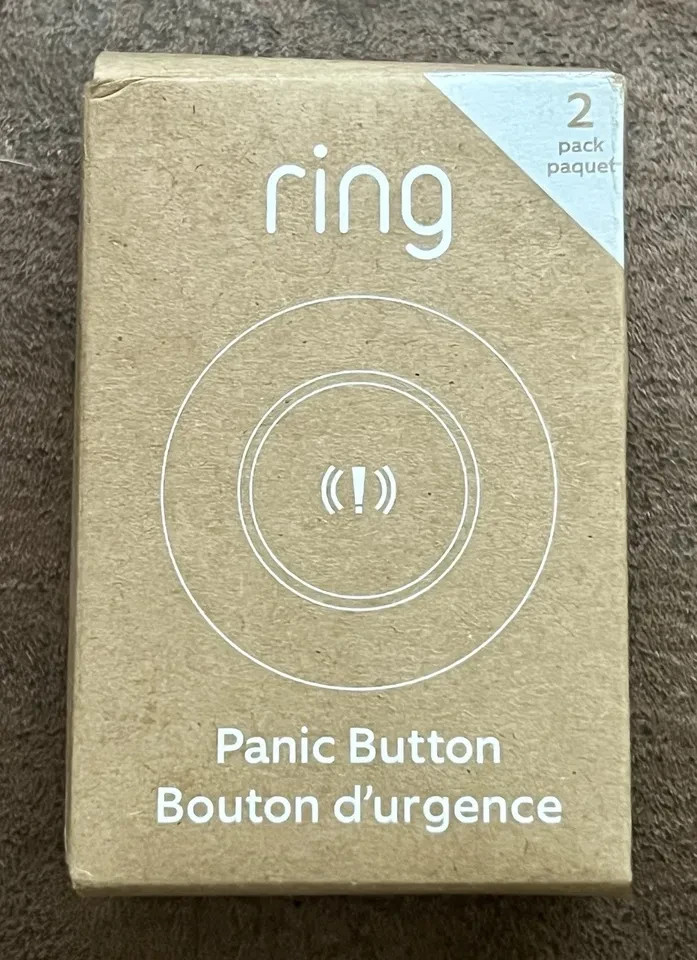 2
pack
paquet
ring
(!)
Panic Button
Bouton d'urgence